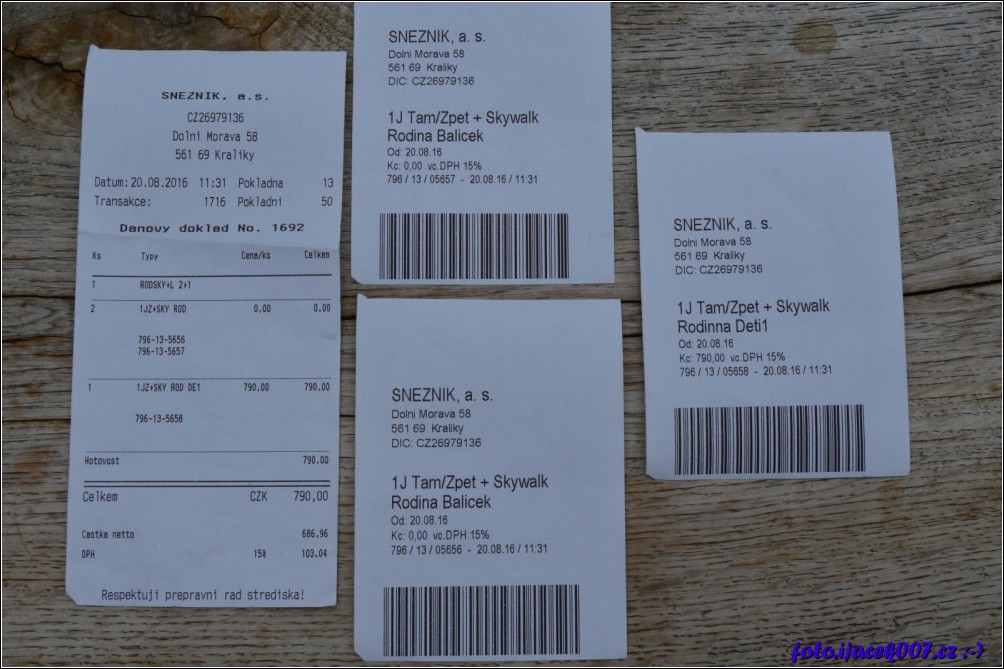 SNEZNIK, a.s.
CZ26979136
Dolni Morava 58
561 69 Kraliky
Datum: 20.08.2016 11:31 Pokladna 13
Transakce: 1716 Pokladni 50
Danovy doklad No. 1692
Ks Typy Cena/ks Celkem
1 RODSKY+L 2+1
2 1JZ+SKY ROD 0.00 0.00
796-13-5656
796-13-5657
1 1JZ+SKY ROD DE1 790.00 790.00
796-13-5658
Hotovost 790.00
Celkem CZK 790,00
Castka netto 686.96
DPH 15% 103.04
Respektuji prepravni rad strediska!
SNEZNIK, a. s.
Dolni Morava 58
561 69 Kraliky
DIC: CZ26979136
1J Tam/Zpet + Skywalk
Rodina Balicek
Od: 20.08.16
Kc: 0,00 vc.DPH 15%
796 / 13 / 05657 - 20.08.16 / 11:31
SNEZNIK, a. s.
Dolni Morava 58
561 69 Kraliky
DIC: CZ26979136
1J Tam/Zpet + Skywalk
Rodina Balicek
Od: 20.08.16
Kc: 0,00 vc.DPH 15%
796 / 13 / 05656 - 20.08.16 / 11:31
SNEZNIK, a. s.
Dolni Morava 58
561 69 Kraliky
DIC: CZ26979136
1J Tam/Zpet + Skywalk
Rodinna Deti1
Od: 20.08.16
Kc: 790,00 vc.DPH 15%
796 / 13 / 05658 - 20.08.16 / 11:31
foto.ijacek007.cz :-)